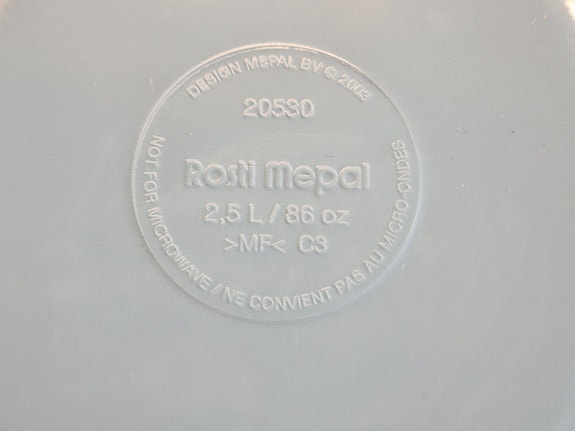 DESIGN MEPAL BV © 2003
20530
Rosti Mepal
2,5 L / 86 oz
>MF< C3
NOT FOR MICROWAVE / NE CONVIENT PAS AU MICRO-ONDES